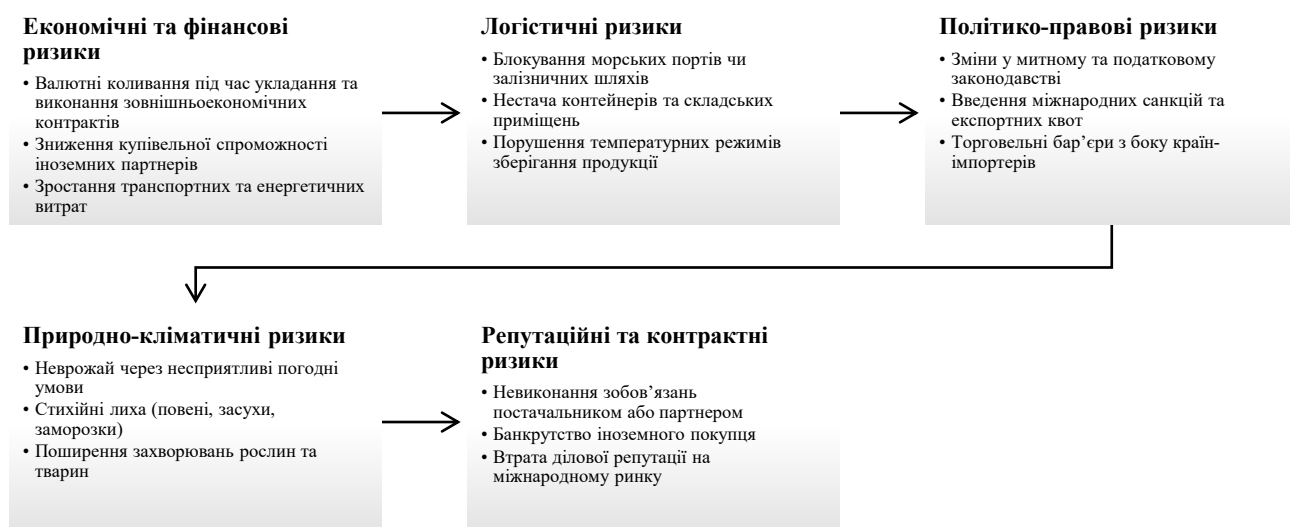 Економічні та фінансові
ризики
• Валютні коливання під час укладання та
виконання зовнішньоекономічних
контрактів
• Зниження купівельної спроможності
іноземних партнерів
• Зростання транспортних та енергетичних
витрат
Логістичні ризики
• Блокування морських портів чи
залізничних шляхів
• Нестача контейнерів та складських
приміщень
• Порушення температурних режимів
зберігання продукції
Політико-правові ризики
• Зміни у митному та податковому
законодавстві
• Введення міжнародних санкцій та
експортних квот
• Торговельні бар’єри з боку країн-
імпортерів
Природно-кліматичні ризики
• Неврожай через несприятливі погодні
умови
• Стихійні лиха (повені, засухи,
заморозки)
• Поширення захворювань рослин та
тварин
Репутаційні та контрактні
ризики
• Невиконання зобов’язань
постачальником або партнером
• Банкрутство іноземного покупця
• Втрата ділової репутації на
міжнародному ринку